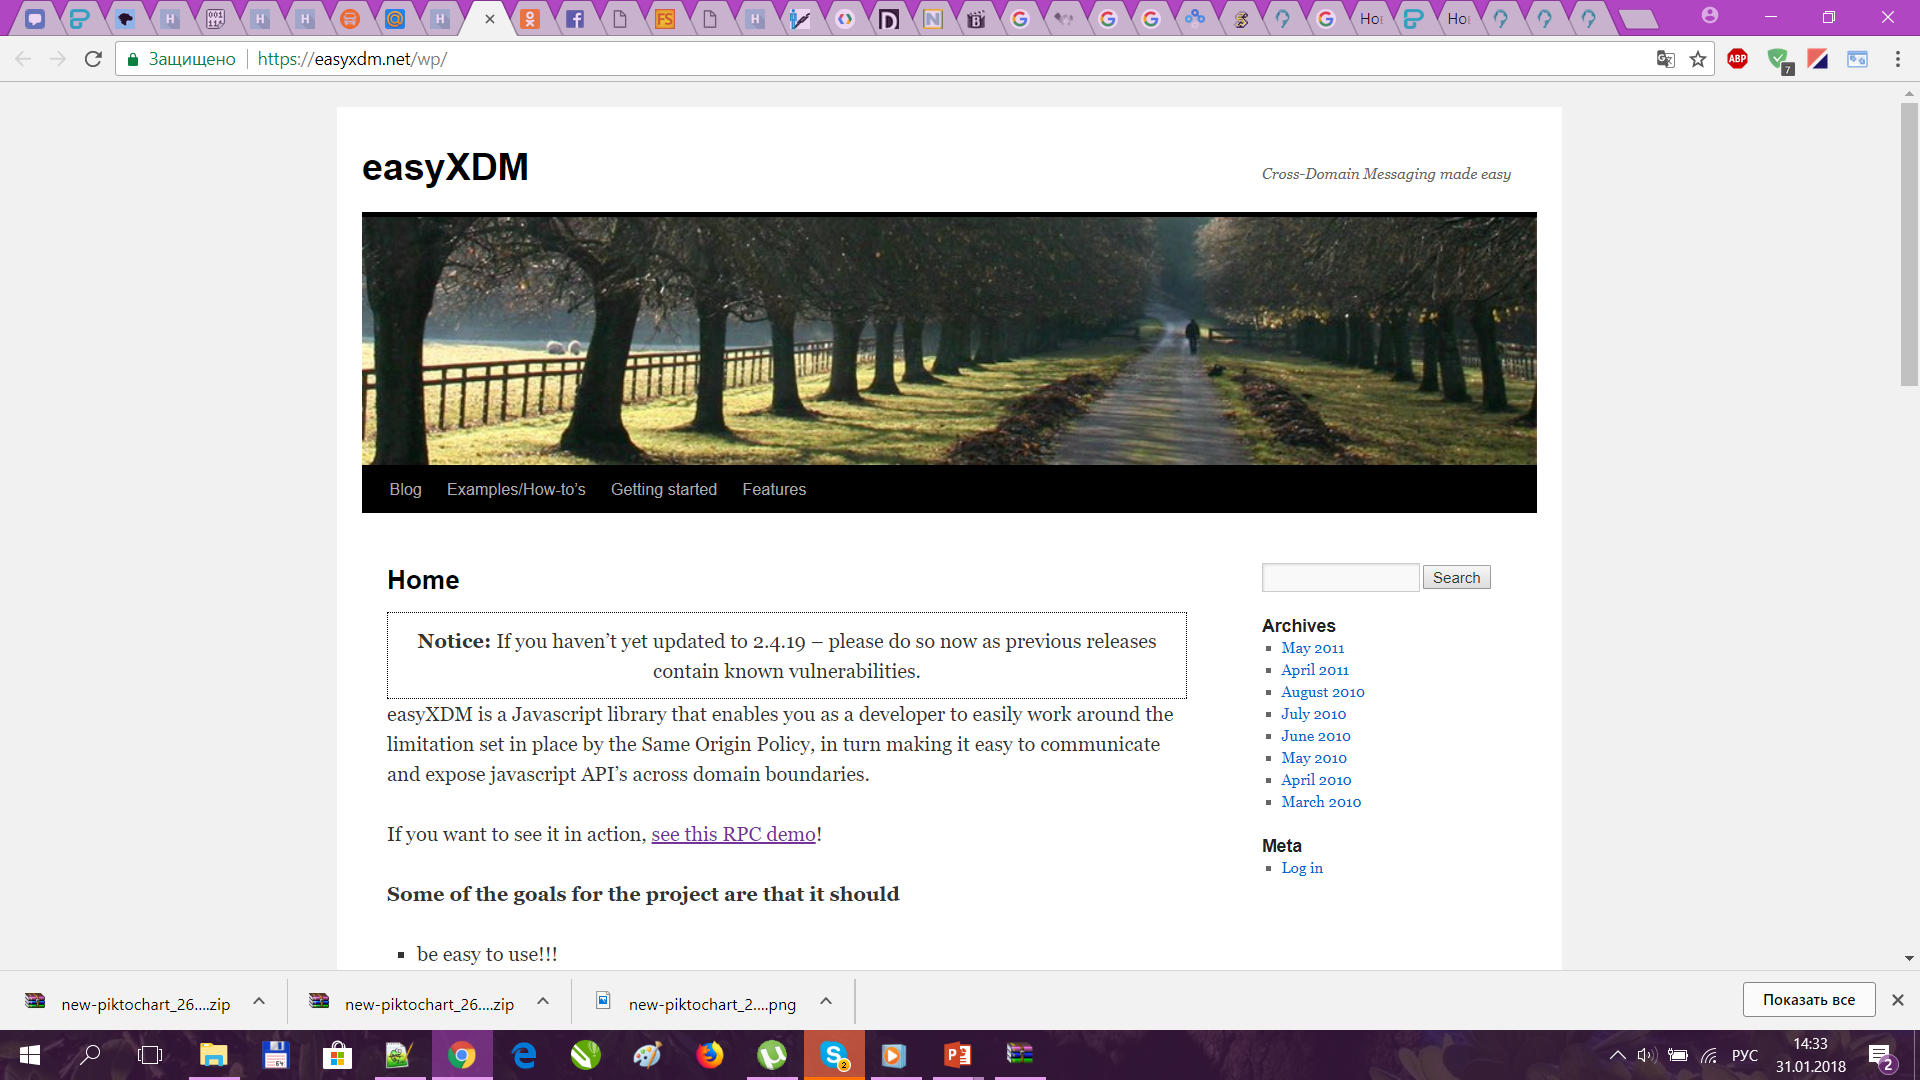 Но
Но
Защищено
https://easyxdm.net/wp/
ABP
7
easyXDM
Cross-Domain Messaging made easy
Blog Examples/How-to’s Getting started Features
Home
Notice: If you haven’t yet updated to 2.4.19 – please do so now as previous releases
contain known vulnerabilities.
easyXDM is a Javascript library that enables you as a developer to easily work around the
limitation set in place by the Same Origin Policy, in turn making it easy to communicate
and expose javascript API’s across domain boundaries.
If you want to see it in action, see this RPC demo!
Some of the goals for the project are that it should
be easy to use!!!
Search
Archives
May 2011
April 2011
August 2010
July 2010
June 2010
May 2010
April 2010
March 2010
Meta
Log in
new-piktochart_26....zip
new-piktochart_26....zip
new-piktochart_2....png
Показать все
РУС
14:33
31.01.2018
2